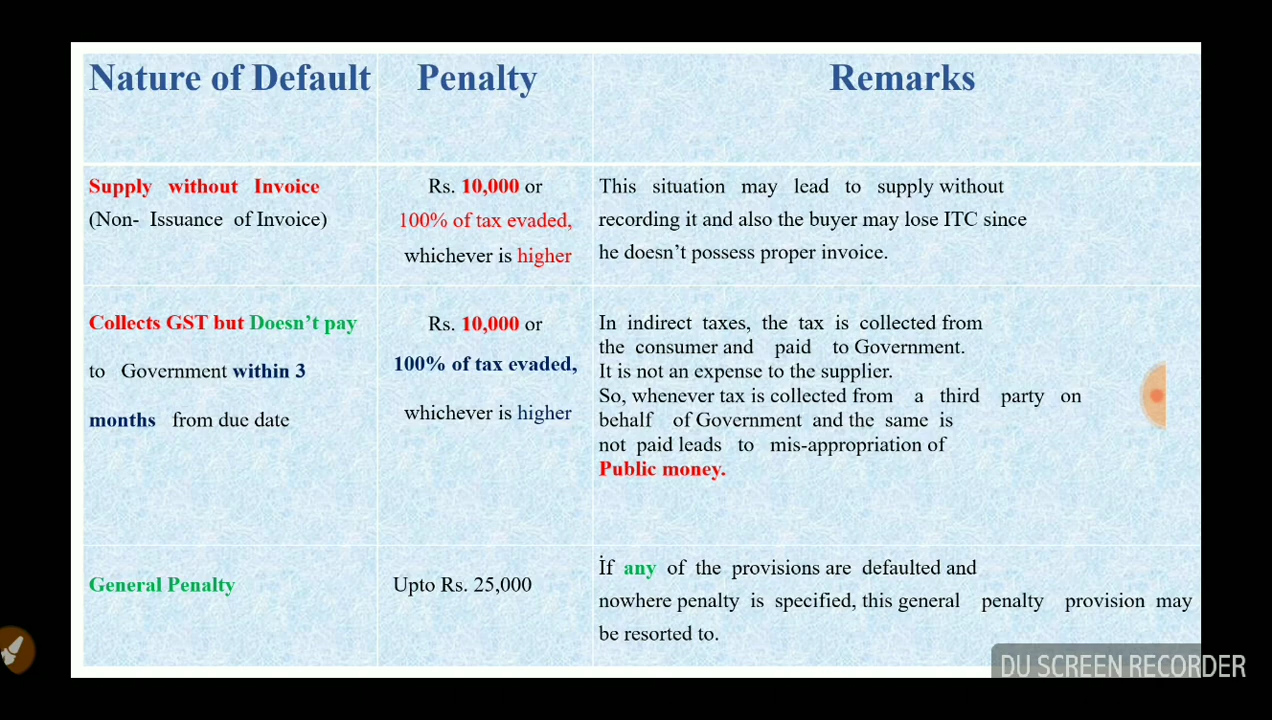 Nature of Default
Penalty
Remarks
Supply without Invoice
(Non- Issuance of Invoice)
Rs. 10,000 or
100% of tax evaded,
whichever is higher
This situation may lead to supply without
recording it and also the buyer may lose ITC since
he doesn't possess proper invoice.
Collects GST but Doesn't pay
to Government within 3
months from due date
Rs. 10,000 or
100% of tax evaded,
whichever is higher
In indirect taxes, the tax is collected from
the consumer and paid to Government.
It is not an expense to the supplier.
So, whenever tax is collected from a third party on
behalf of Government and the same is
not paid leads to mis-appropriation of
Public money.
General Penalty
Upto Rs. 25,000
If any of the provisions are defaulted and
nowhere penalty is specified, this general penalty provision may
be resorted to.
DU SCREEN RECORDER